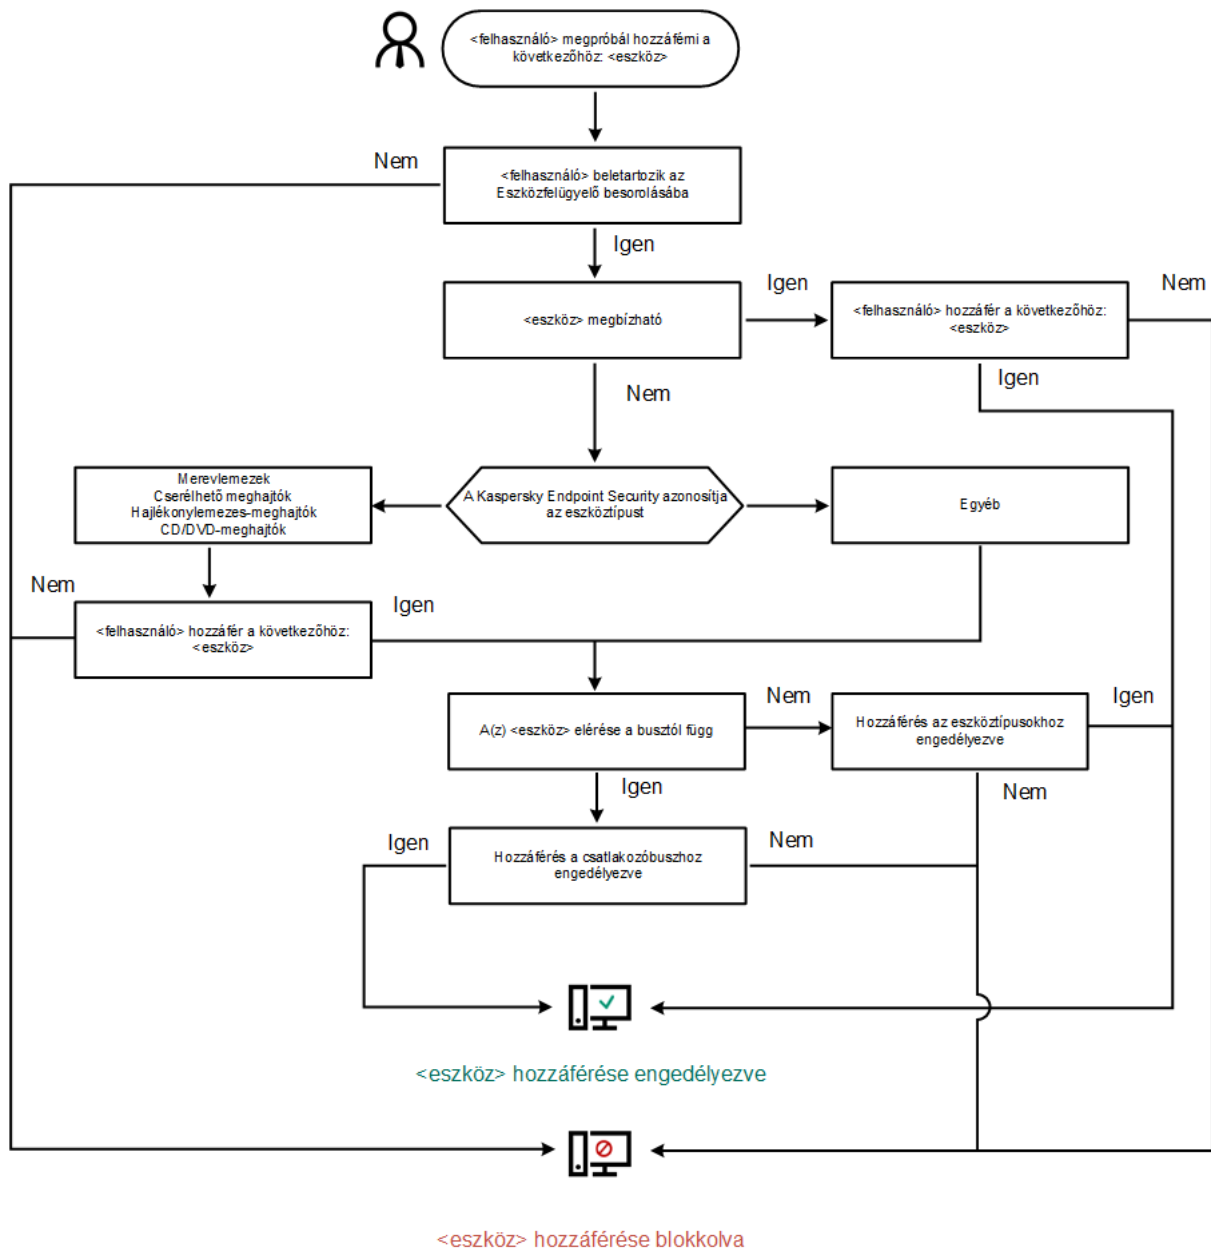 <felhasználó> megpróbál hozzáférni a
következőhöz: <eszköz>
Nem
<felhasználó> beletartozik az
Eszközfelügyelő besorolásába
Igen
<eszköz> megbízható
Igen
<felhasználó> hozzáfér a következőhöz:
<eszköz>
Nem
Igen
Nem
Merevlemezek
Cserélhető meghajtók
Hajlékonylemezes-meghajtók
CD/DVD-meghajtók
A Kaspersky Endpoint Security azonosítja
az eszköztípust
Egyéb
Nem
<felhasználó> hozzáfér a következőhöz:
<eszköz>
Igen
A(z) <eszköz> elérése a busztól függ
Nem
Hozzáférés az eszköztípusokhoz
engedélyezve
Igen
Igen
Nem
Igen
Hozzáférés a csatlakozóbuszhoz
engedélyezve
Nem
<eszköz> hozzáférése engedélyezve
<eszköz> hozzáférése blokkolva